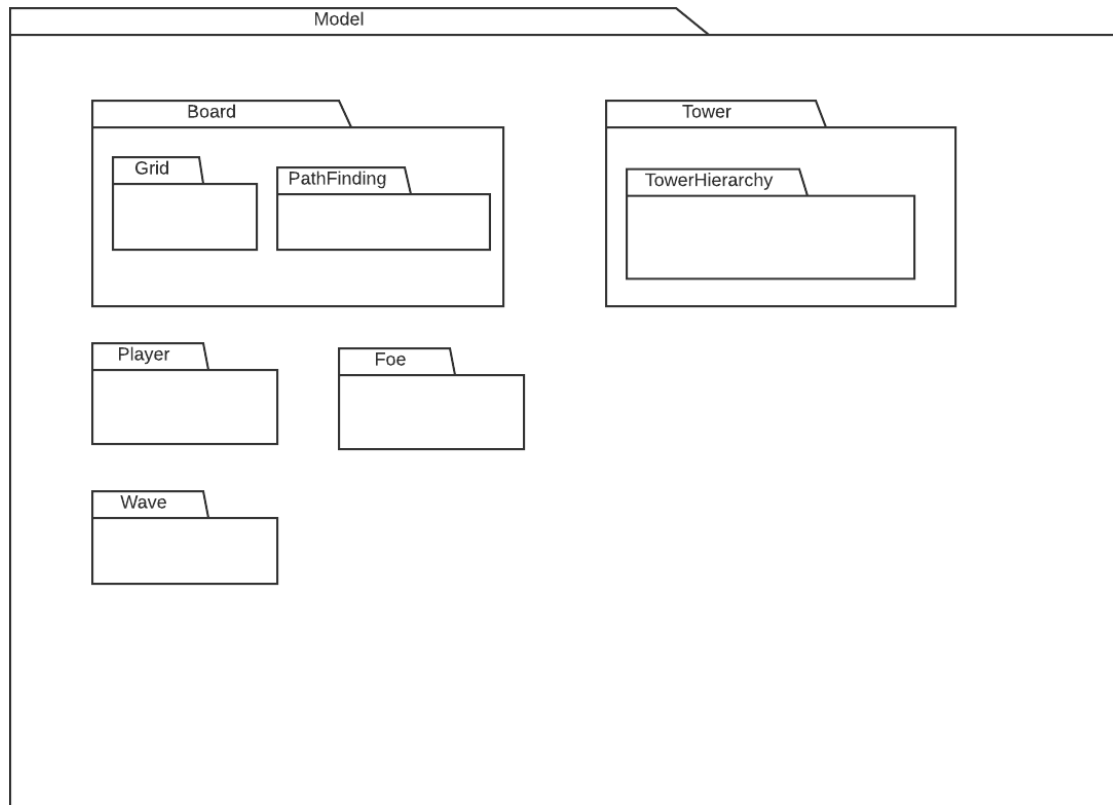 Model
Board
Tower
Grid
PathFinding
TowerHierarchy
Player
Foe
Wave